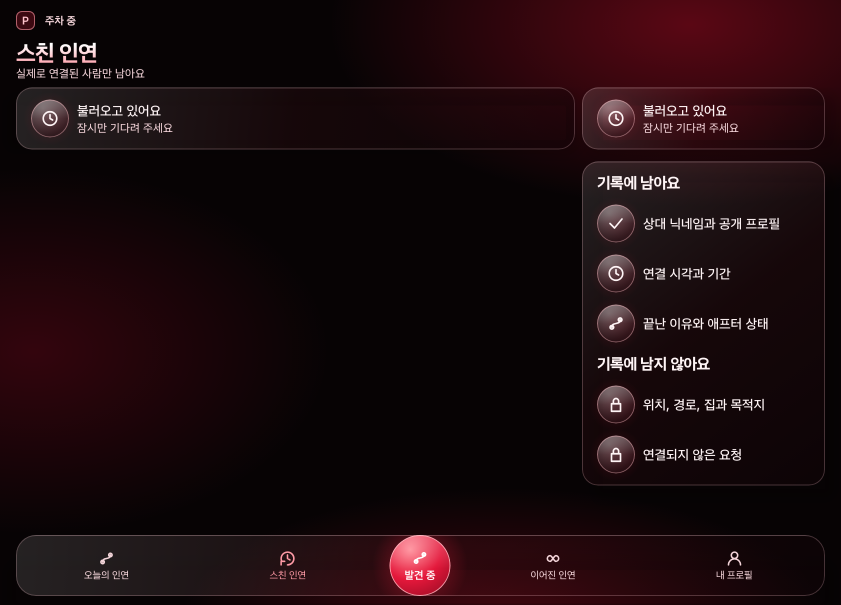 P 주차 중
스친 인연
실제로 연결된 사람만 남아요
불러오고 있어요
잠시만 기다려 주세요
불러오고 있어요
잠시만 기다려 주세요
기록에 남아요
상대 닉네임과 공개 프로필
연결 시각과 기간
끝난 이유와 애프터 상태
기록에 남지 않아요
위치, 경로, 집과 목적지
연결되지 않은 요청
오늘의 인연
스친 인연
발견 중
이어진 인연
내 프로필